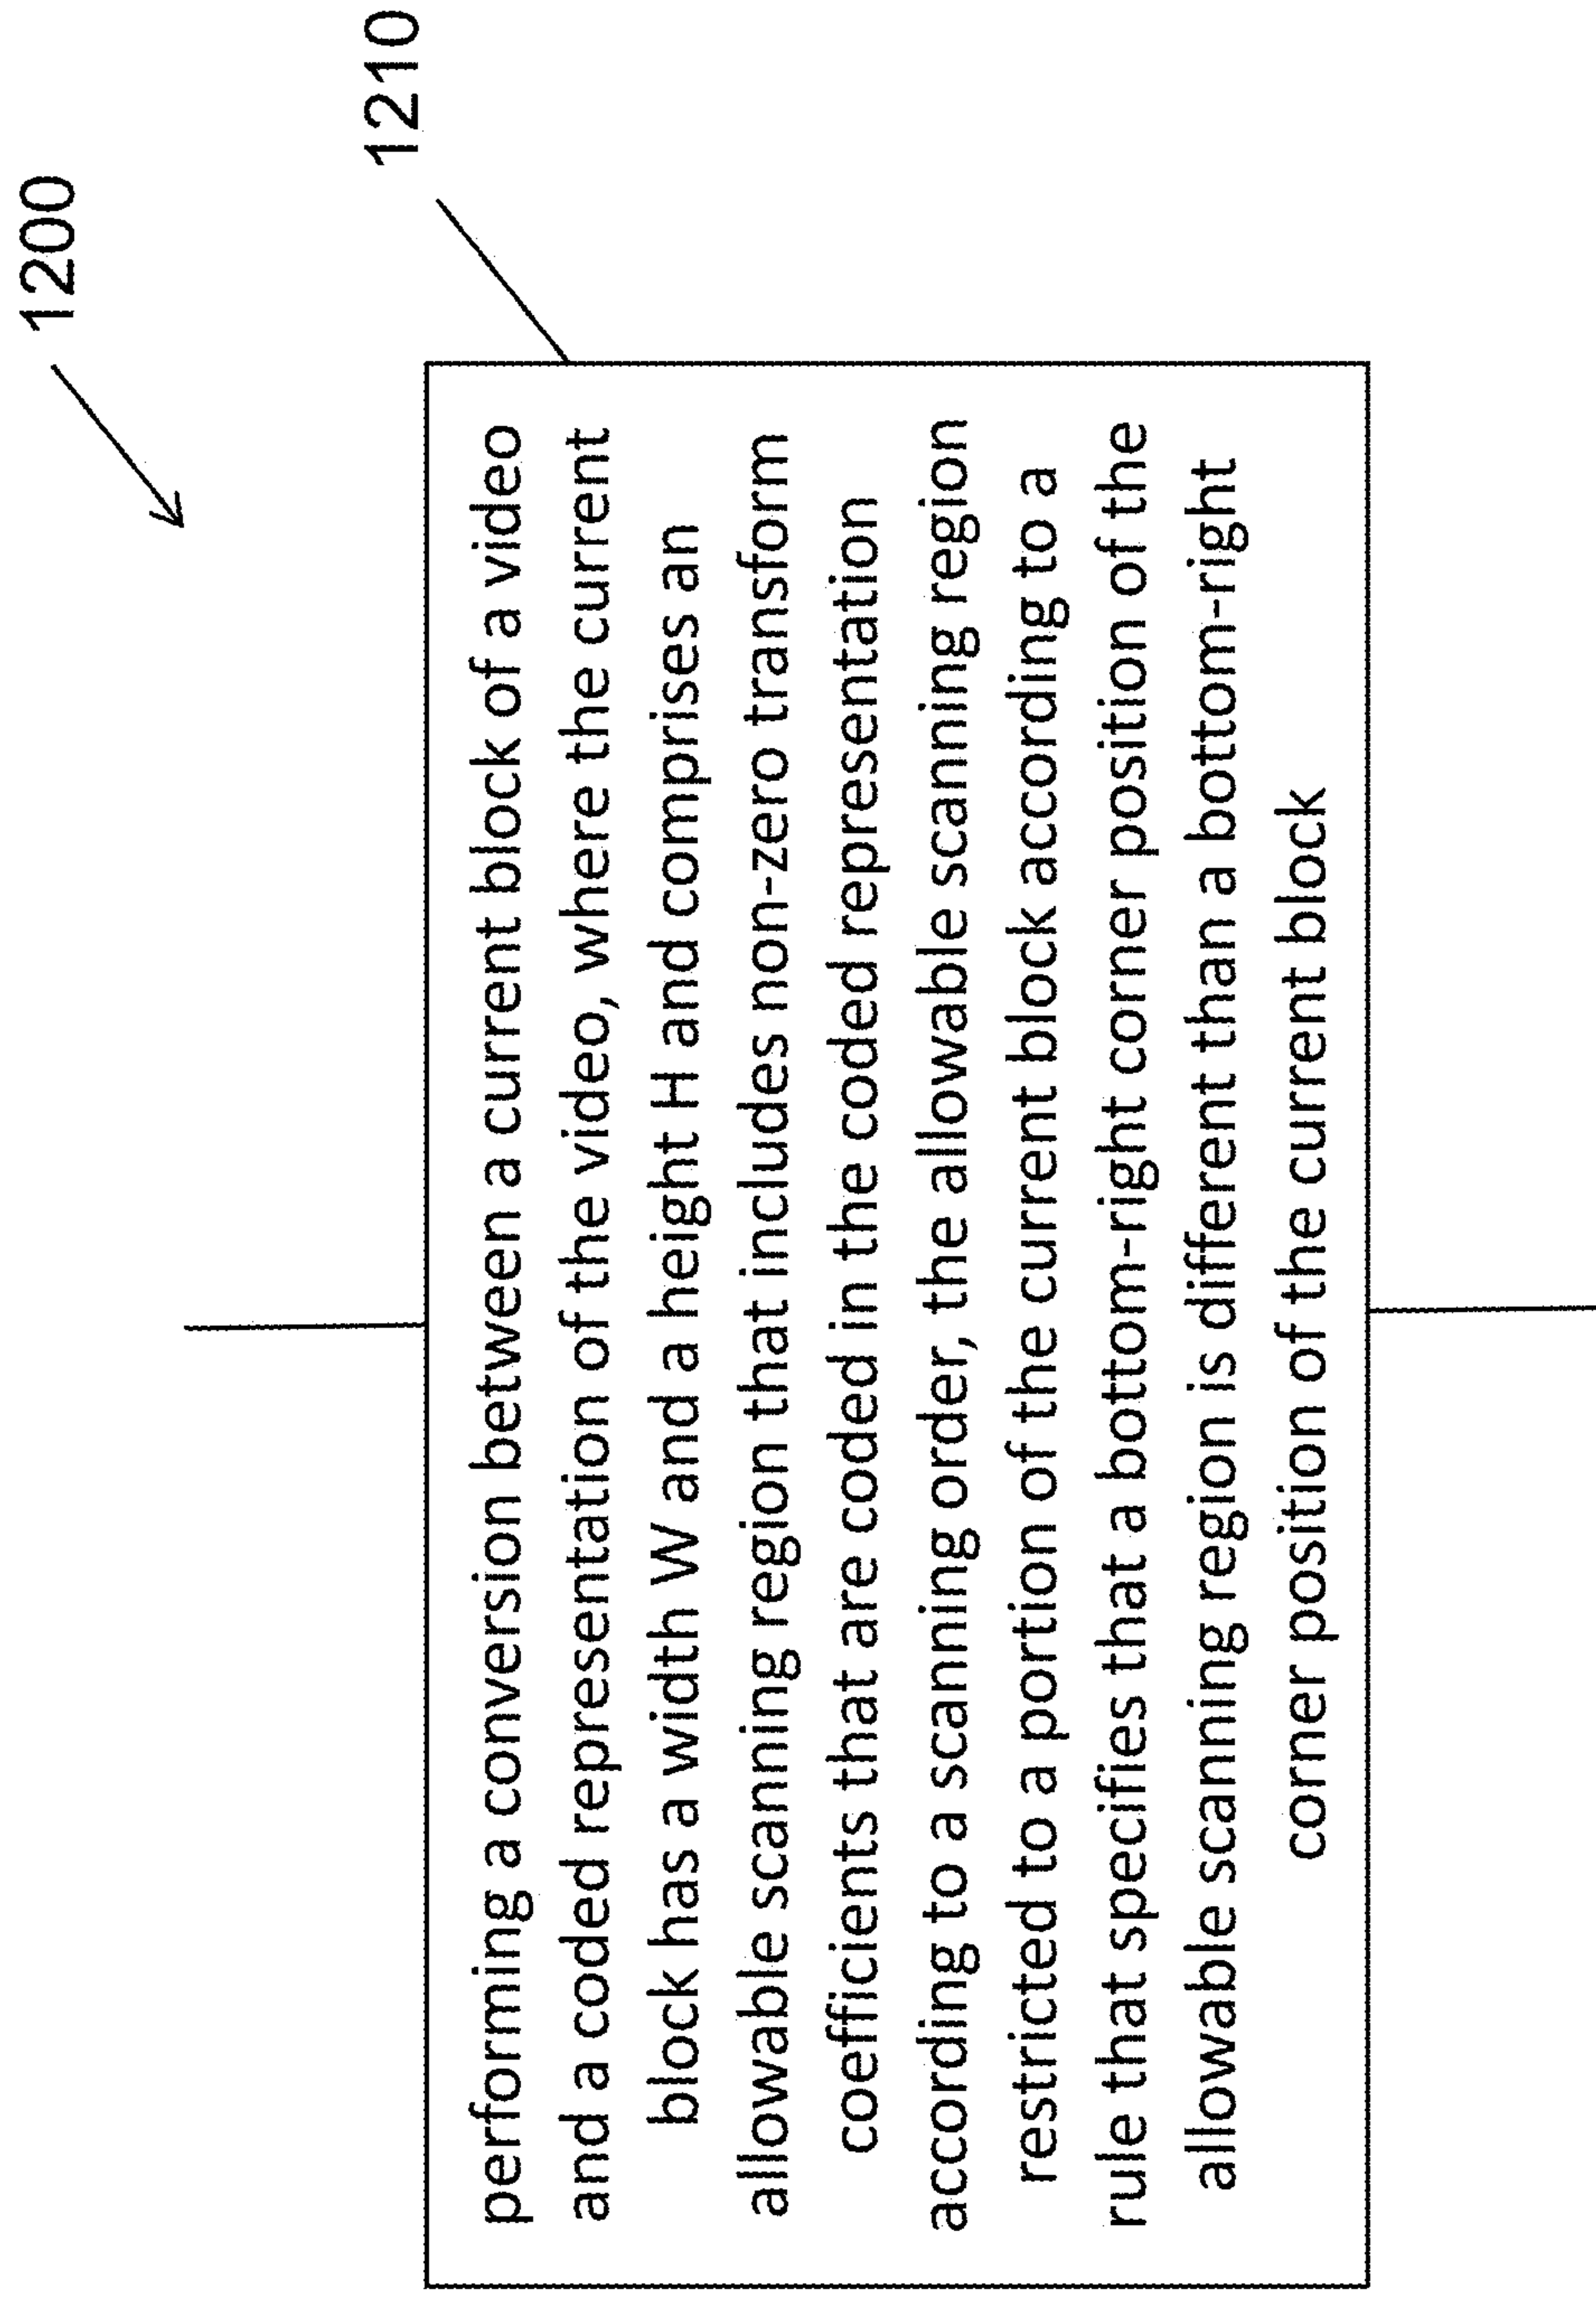 1200
1210
performing a conversion between a current block of a video
and a coded representation of the video, where the current
block has a width W and a height H and comprises an
allowable scanning region that includes non-zero transform
coefficients that are coded in the coded representation
according to a scanning order, the allowable scanning region
restricted to a portion of the current block according to a
rule that specifies that a bottom-right corner position of the
allowable scanning region is different than a bottom-right
corner position of the current block